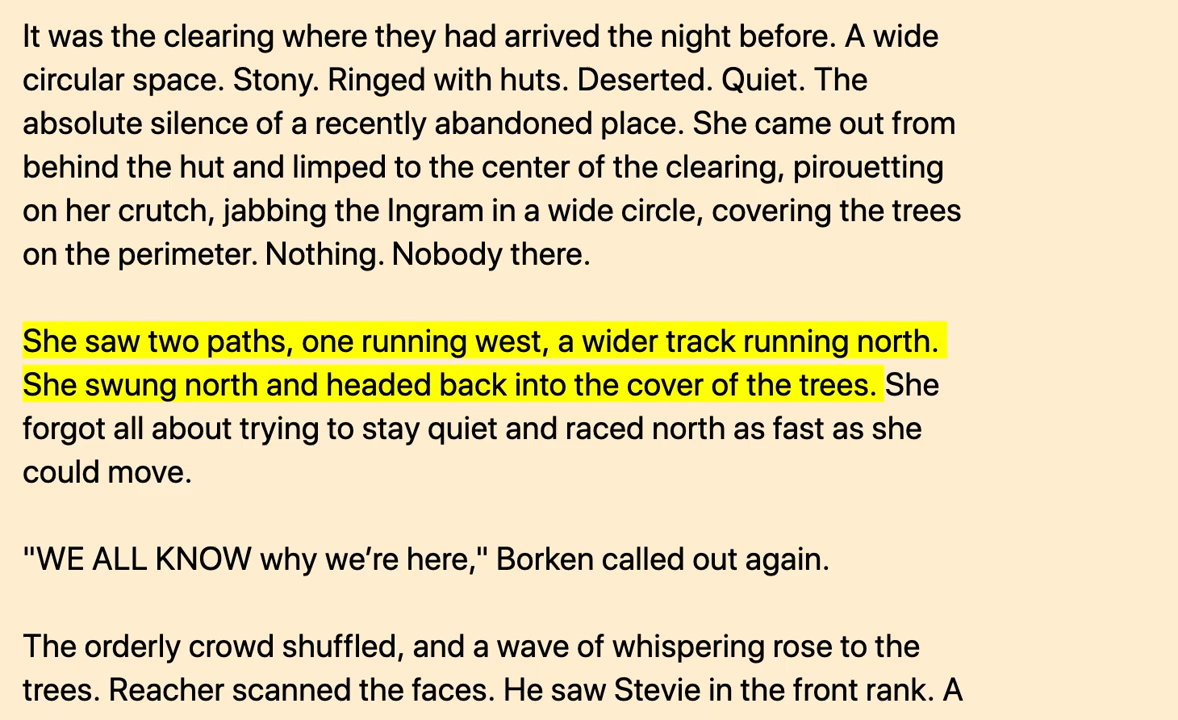 It was the clearing where they had arrived the night before. A wide
circular space. Stony. Ringed with huts. Deserted. Quiet. The
absolute silence of a recently abandoned place. She came out from
behind the hut and limped to the center of the clearing, pirouetting
on her crutch, jabbing the Ingram in a wide circle, covering the trees
on the perimeter. Nothing. Nobody there.
She saw two paths, one running west, a wider track running north.
She swung north and headed back into the cover of the trees. She
forgot all about trying to stay quiet and raced north as fast as she
could move.
"WE ALL KNOW why we’re here," Borken called out again.
The orderly crowd shuffled, and a wave of whispering rose to the
trees. Reacher scanned the faces. He saw Stevie in the front rank. A